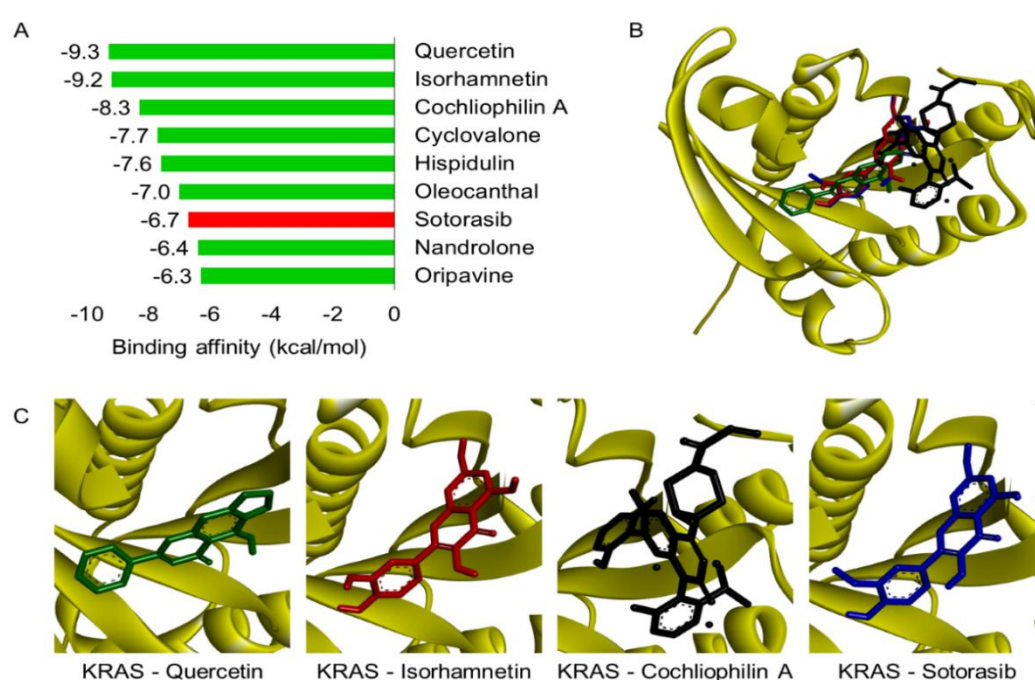 A
-9.3 Quercetin
-9.2 Isorhamnetin
-8.3 Cochliophilin A
-7.7 Cyclovalone
-7.6 Hispidulin
-7.0 Oleocanthal
-6.7 Sotorasib
-6.4 Nandrolone
-6.3 Oripavine
-10 -8 -6 -4 -2 0
Binding affinity (kcal/mol)
B
C
KRAS - Quercetin
KRAS - Isorhamnetin
KRAS - Cochliophilin A
KRAS - Sotorasib